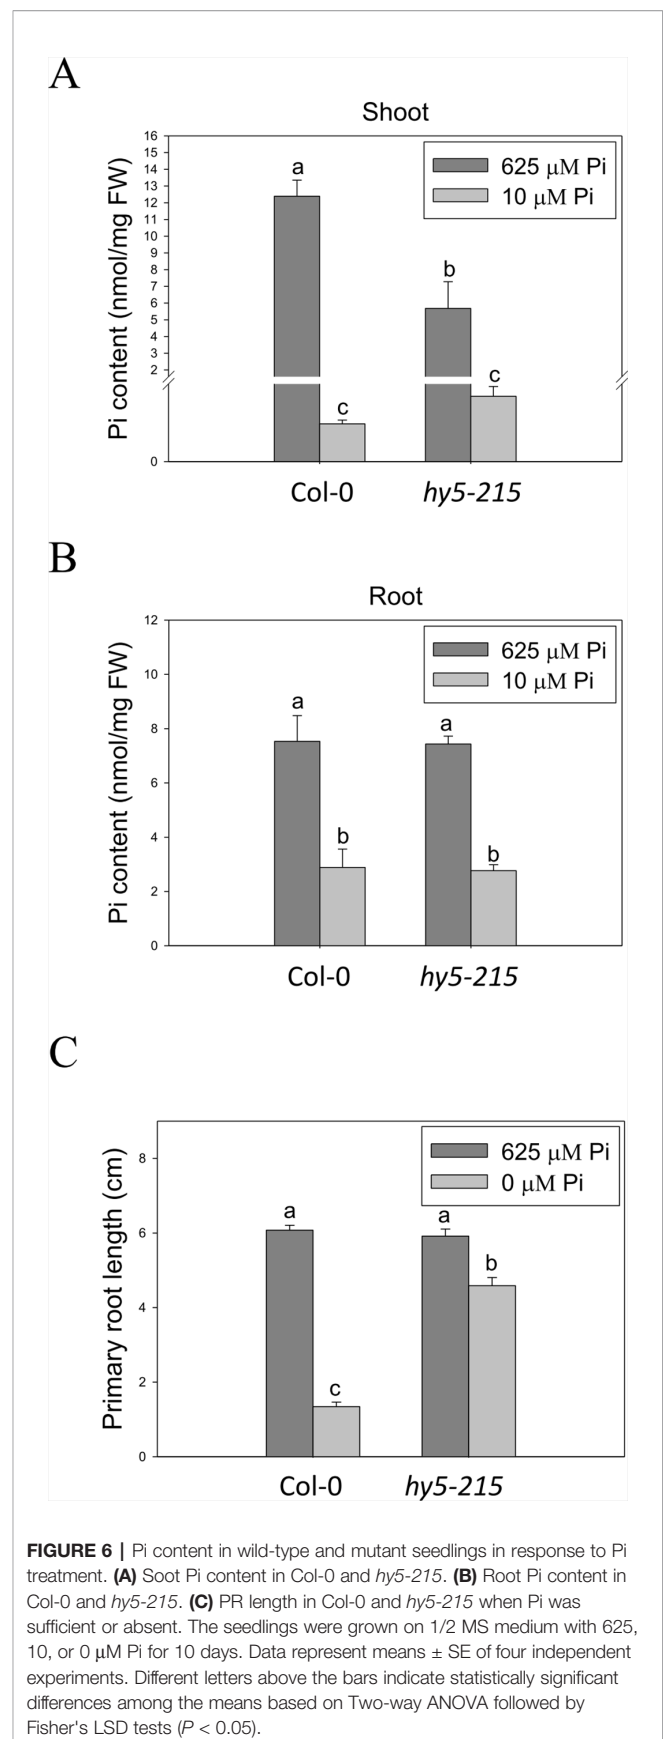 A
Shoot
Pi content (nmol/mg FW)
16
15
14
13
12
11
10
9
8
7
6
5
4
3
2
0
625 μM Pi
10 μM Pi
a
c
b
c
Col-0
hy5-215
B
Root
Pi content (nmol/mg FW)
12
10
8
6
4
2
0
625 μM Pi
10 μM Pi
a
b
a
b
Col-0
hy5-215
C
Primary root length (cm)
8
6
4
2
0
625 μM Pi
0 μM Pi
a
c
a
b
Col-0
hy5-215
FIGURE 6 | Pi content in wild-type and mutant seedlings in response to Pi
treatment. (A) Soot Pi content in Col-0 and hy5-215. (B) Root Pi content in
Col-0 and hy5-215. (C) PR length in Col-0 and hy5-215 when Pi was
sufficient or absent. The seedlings were grown on 1/2 MS medium with 625,
10, or 0 μM Pi for 10 days. Data represent means ± SE of four independent
experiments. Different letters above the bars indicate statistically significant
differences among the means based on Two-way ANOVA followed by
Fisher's LSD tests (P < 0.05).